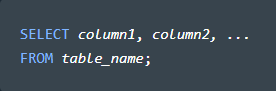 SELECT column1, column2, ...
FROM table_name;